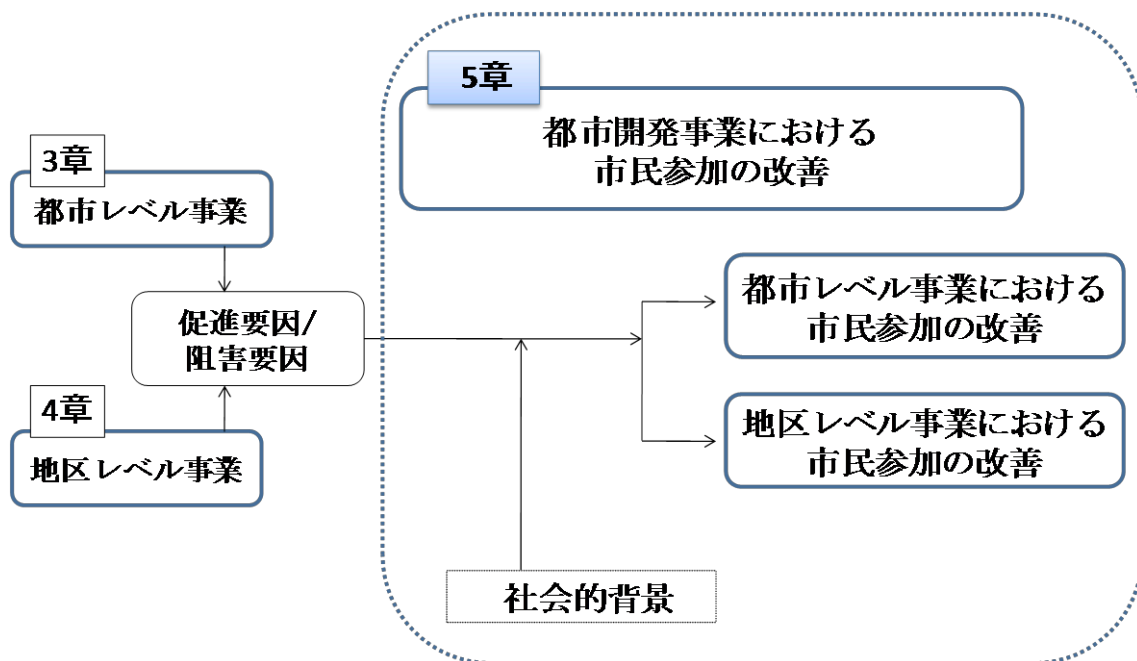 5章
都市開発事業における
市民参加の改善
3章
都市レベル事業
促進要因/
阻害要因
4章
地区レベル事業
都市レベル事業における
市民参加の改善
地区レベル事業における
市民参加の改善
社会的背景